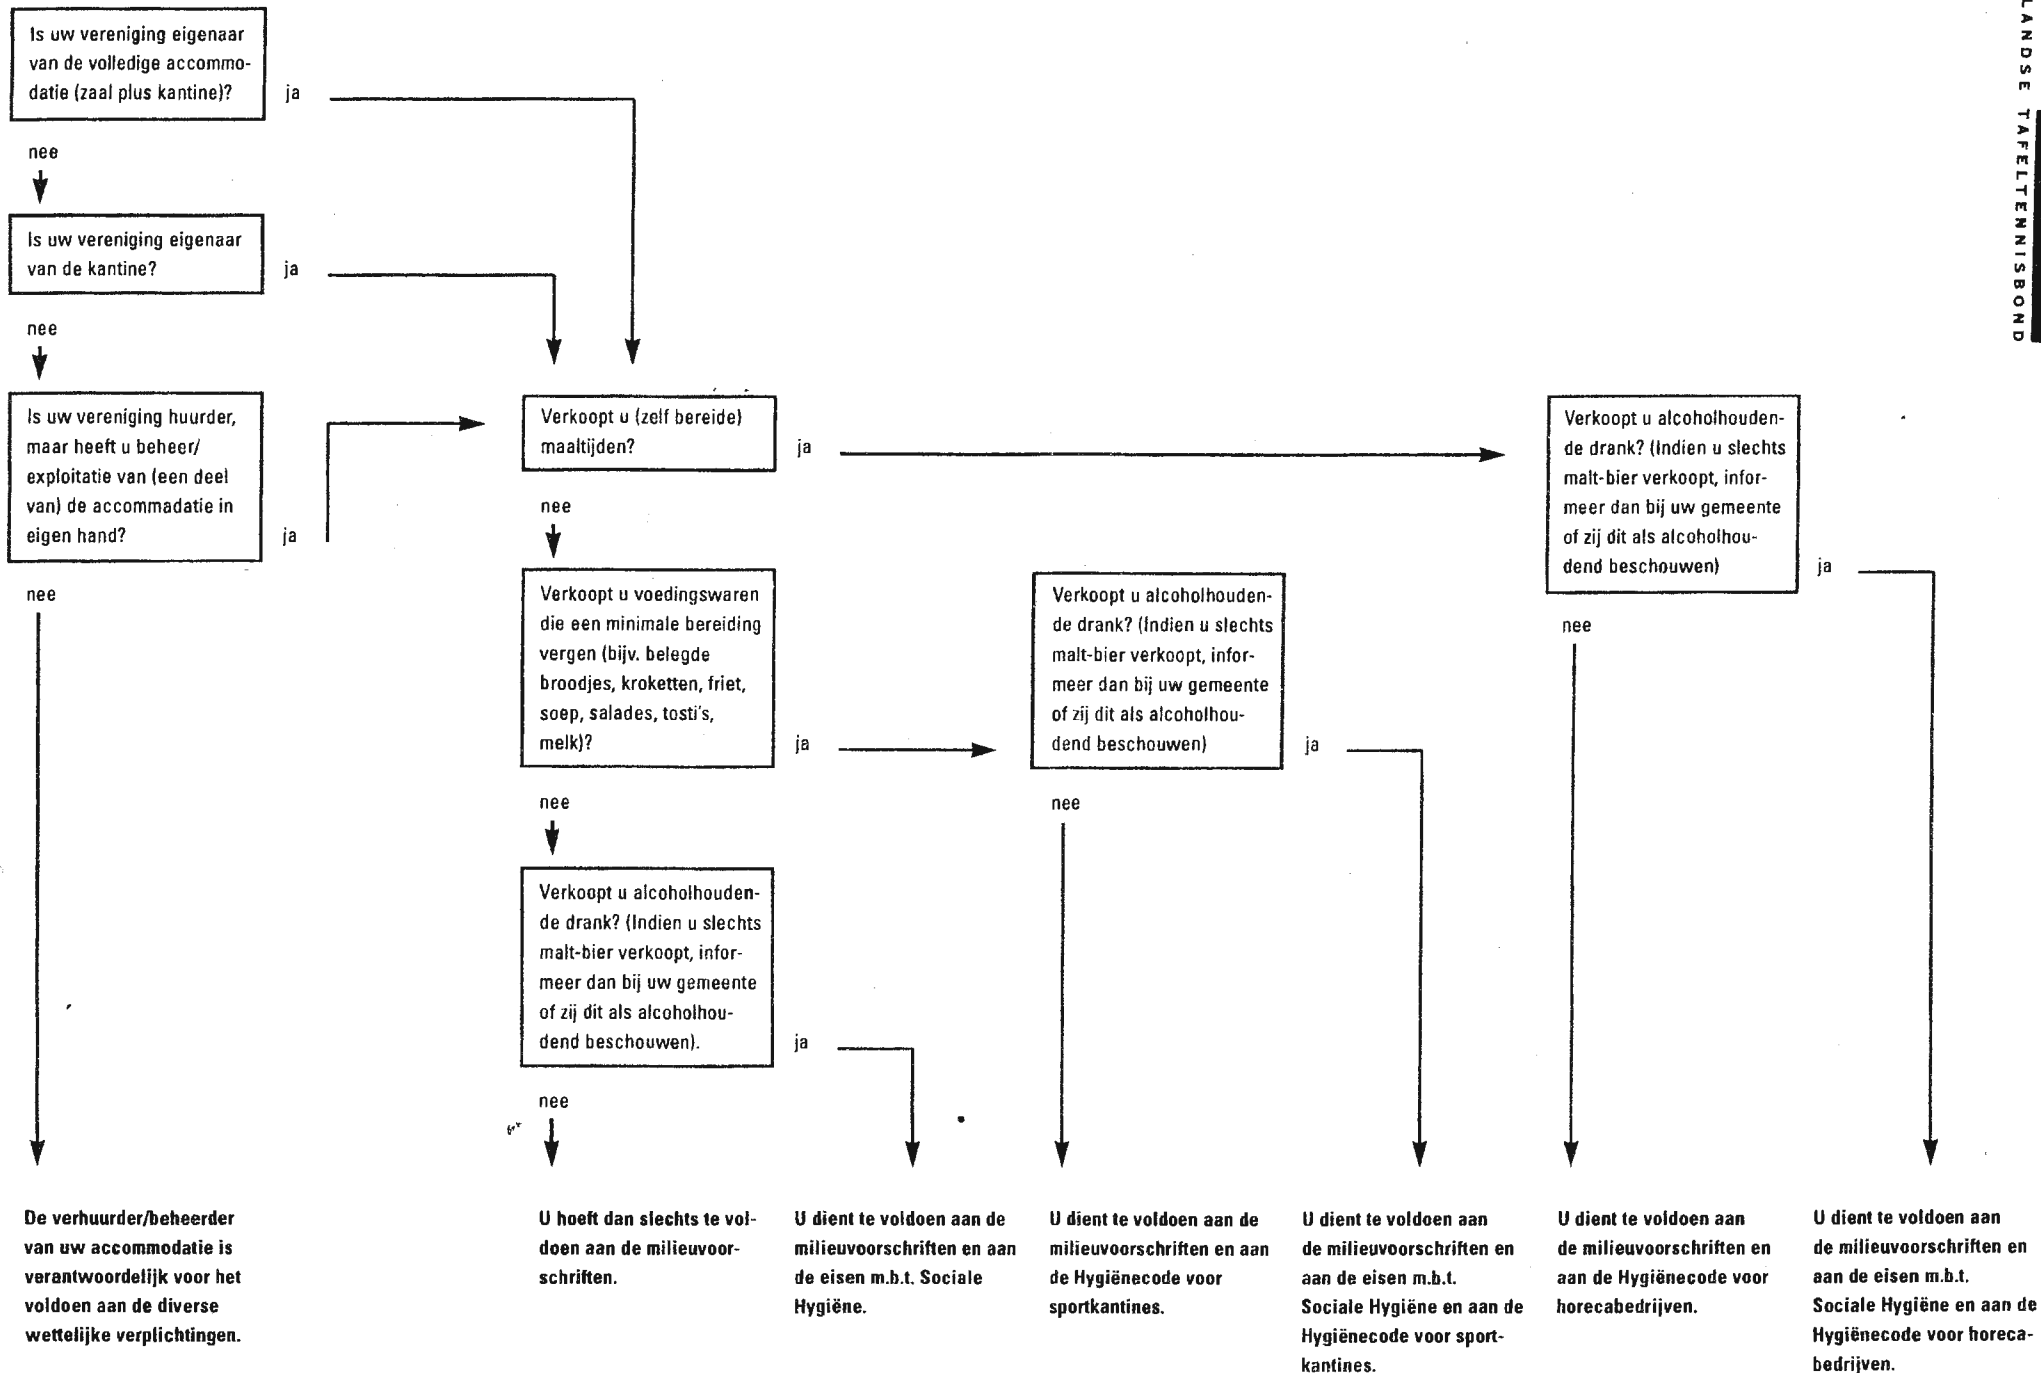 Is uw vereniging eigenaar
van de volledige accommo-
datie (zaal plus kantine)?
ja
nee
Is uw vereniging eigenaar
van de kantine?
ja
nee
Is uw vereniging huurder,
maar heeft u beheer/
exploitatie van (een deel
van) de accommadatie in
eigen hand?
ja
nee
Verkoopt u (zelf bereide)
maaltijden?
ja
nee
Verkoopt u voedingswaren
die een minimale bereiding
vergen (bijv. belegde
broodjes, kroketten, friet,
soep, salades, tosti's,
melk)?
ja
nee
Verkoopt u alcoholhouden-
de drank? (Indien u slechts
malt-bier verkoopt, infor-
meer dan bij uw gemeente
of zij dit als alcoholhou-
dend beschouwen).
ja
nee
Verkoopt u alcoholhouden-
de drank? (Indien u slechts
malt-bier verkoopt, infor-
meer dan bij uw gemeente
of zij dit als alcoholhou-
dend beschouwen)
ja
nee
Verkoopt u alcoholhouden-
de drank? (Indien u slechts
malt-bier verkoopt, infor-
meer dan bij uw gemeente
of zij dit als alcoholhou-
dend beschouwen)
ja
nee
De verhuurder/beheerder
van uw accommodatie is
verantwoordelijk voor het
voldoen aan de diverse
wettelijke verplichtingen.
U hoeft dan slechts te vol-
doen aan de milieuvoor-
schriften.
U dient te voldoen aan de
milieuvoorschriften en aan
de eisen m.b.t. Sociale
Hygiëne.
U dient te voldoen aan de
milieuvoorschriften en aan
de Hygiënecode voor
sportkantines.
U dient te voldoen aan
de milieuvoorschriften en
aan de eisen m.b.t.
Sociale Hygiëne en aan de
Hygiënecode voor sport-
kantines.
U dient te voldoen aan
de milieuvoorschriften en
aan de Hygiënecode voor
horecabedrijven.
U dient te voldoen aan
de milieuvoorschriften en
aan de eisen m.b.t.
Sociale Hygiëne en aan de
Hygiënecode voor horeca-
bedrijven.
LANDSE TAFELTENNISBOND